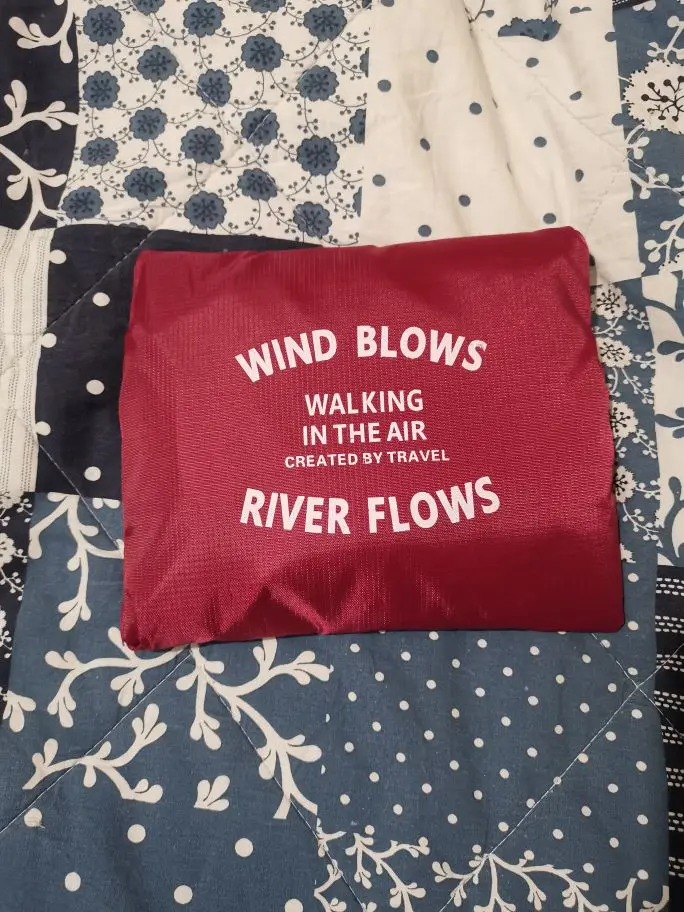 WIND BLOWS
WALKING
IN THE AIR
CREATED BY TRAVEL
RIVER FLOWS